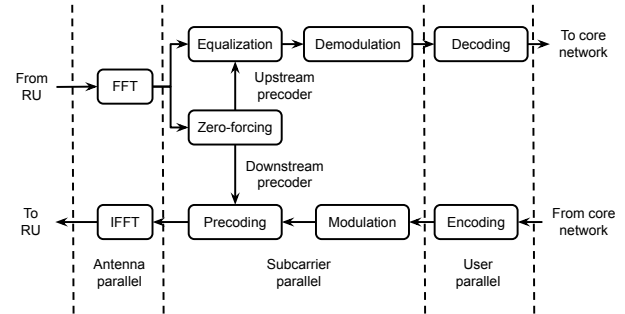 Equalization
Demodulation
Decoding
To core
network
From
RU
FFT
Upstream
precoder
Zero-forcing
Downstream
precoder
To
RU
IFFT
Precoding
Modulation
Encoding
From core
network
Antenna
parallel
Subcarrier
parallel
User
parallel